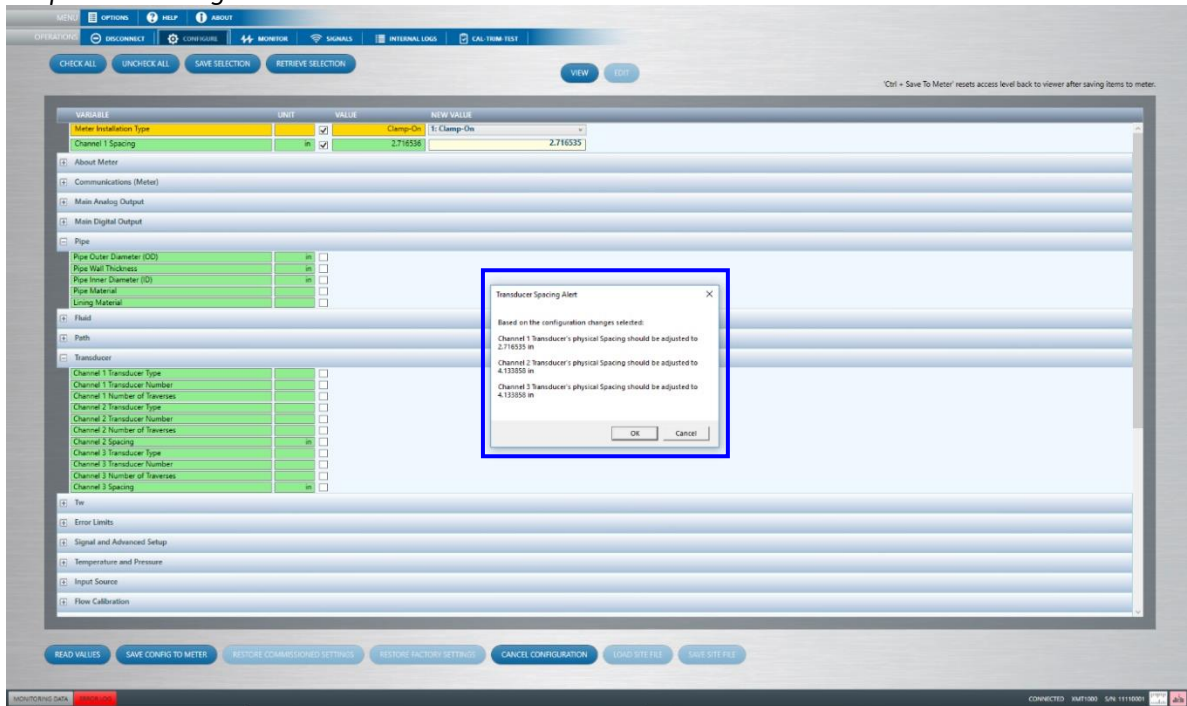 MENU OPTIONS HELP ABOUT
OPERATIONS DISCONNECT CONFIGURE MONITOR SIGNALS INTERNAL LOGS CAL-TRIM-TEST
CHECK ALL UNCHECK ALL SAVE SELECTION RETRIEVE SELECTION
VIEW EDIT
'Ctrl + Save To Meter' resets access level back to viewer after saving items to meter.
VARIABLE UNIT VALUE NEW VALUE
Meter Installation Type Clamp-On 1: Clamp-On
Channel 1 Spacing in 2.716536 2.716535
About Meter
Communications (Meter)
Main Analog Output
Main Digital Output
Pipe
Pipe Outer Diameter (OD) in
Pipe Wall Thickness in
Pipe Inner Diameter (ID) in
Pipe Material
Lining Material
Fluid
Path
Transducer
Channel 1 Transducer Type
Channel 1 Transducer Number
Channel 1 Number of Traverses
Channel 2 Transducer Type
Channel 2 Transducer Number
Channel 2 Number of Traverses
Channel 2 Spacing in
Channel 3 Transducer Type
Channel 3 Transducer Number
Channel 3 Number of Traverses
Channel 3 Spacing in
Tw
Error Limits
Signal and Advanced Setup
Temperature and Pressure
Input Source
Flow Calibration
Transducer Spacing Alert
Based on the configuration changes selected:
Channel 1 Transducer's physical Spacing should be adjusted to
2.716535 in
Channel 2 Transducer's physical Spacing should be adjusted to
4.133858 in
Channel 3 Transducer's physical Spacing should be adjusted to
4.133858 in
OK Cancel
READ VALUES SAVE CONFIG TO METER RESTORE COMMISSIONED SETTINGS RESTORE FACTORY SETTINGS CANCEL CONFIGURATION LOAD SITE FILE SAVE SITE FILE
MONITORING DATA ERROR LOG CONNECTED XMT1000 S/N 11110001